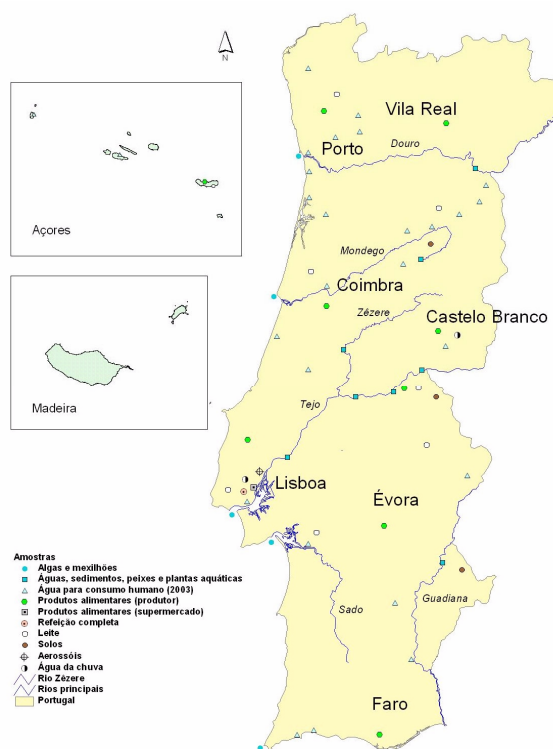 N
Açores
Madeira
Vila Real
Porto
Douro
Mondego
Coimbra
Zêzere
Castelo Branco
Tejo
Lisboa
Évora
Sado
Guadiana
Faro
Amostras
Algas e mexilhões
Águas, sedimentos, peixes e plantas aquáticas
Água para consumo humano (2003)
Produtos alimentares (produtor)
Produtos alimentares (supermercado)
Refeição completa
Leite
Solos
Aerossóis
Água da chuva
Rio Zêzere
Rios principais
Portugal